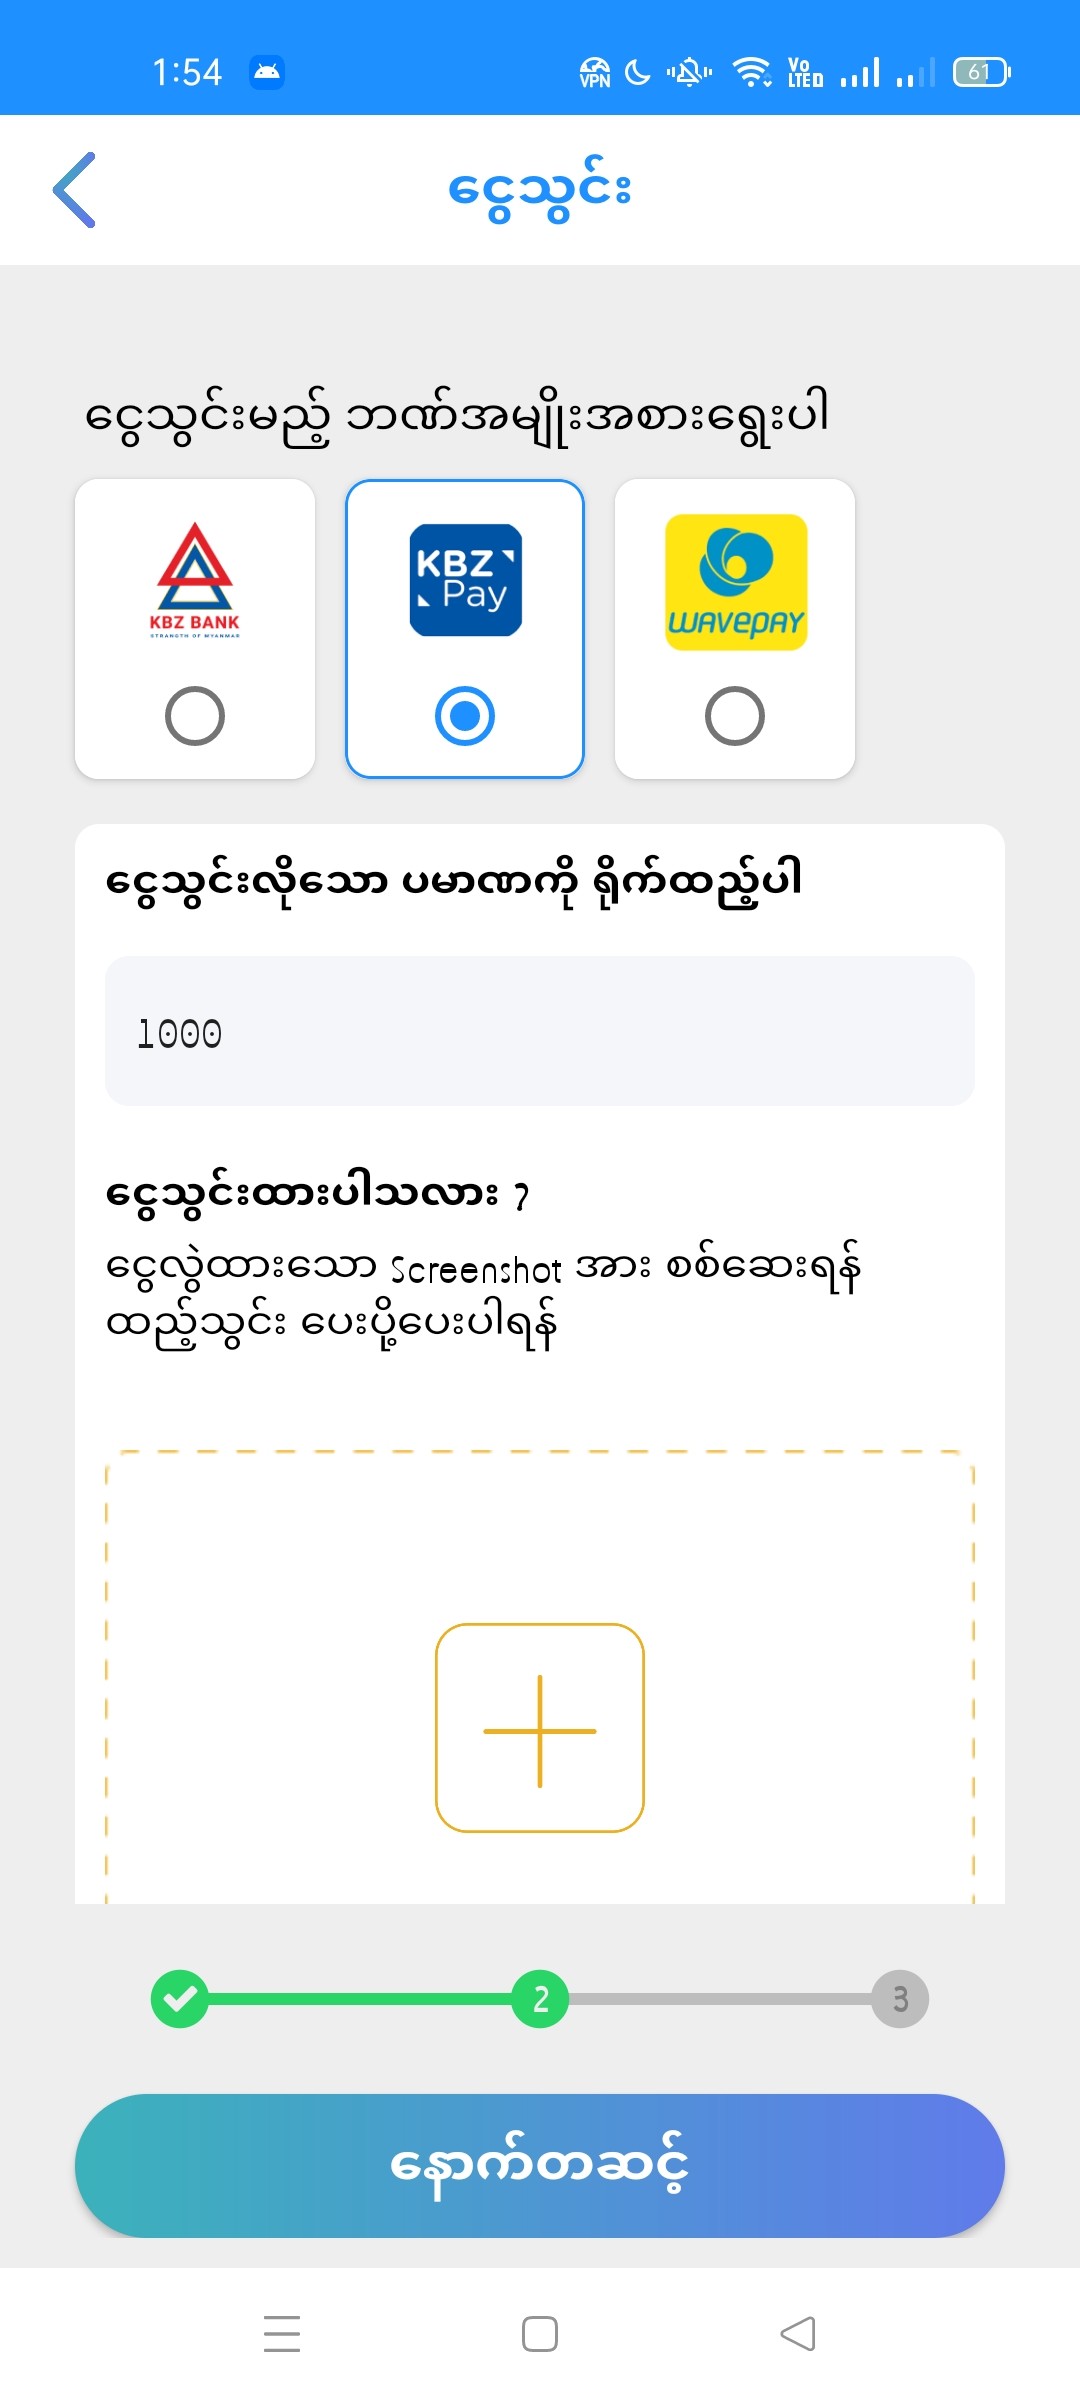 1:54
VPN
Vo
LTED
61
ငွေသွင်း
ငွေသွင်းမည့် ဘဏ်အမျိုးအစားရွေးပါ
KBZ BANK
STRENGTH OF MYANMAR
KBZ
Pay
WAVEPAY
ငွေသွင်းလိုသော ပမာဏကို ရိုက်ထည့်ပါ
1000
ငွေသွင်းထားပါသလား ?
ငွေလွှဲထားသော Screenshot အား စစ်ဆေးရန်
ထည့်သွင်း ပေးပို့ပေးပါရန်
2
3
နောက်တဆင့်